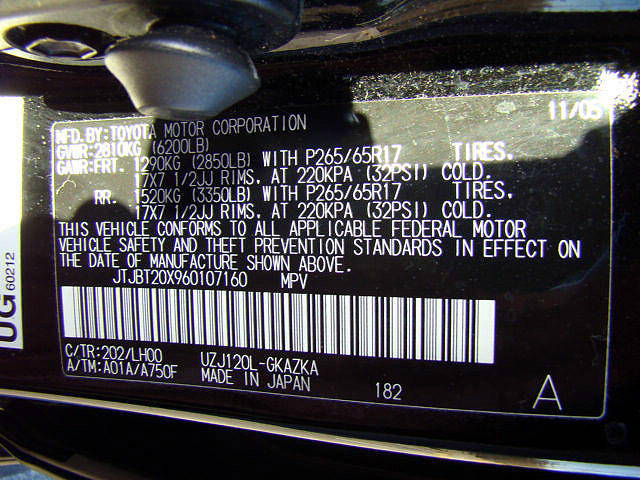 11/05
MFD. BY: TOYOTA MOTOR CORPORATION
GVWR: 2810KG (6200LB)
GAWR: FRT. 1290KG (2850LB) WITH P265/65R17 TIRES.
17X7 1/2JJ RIMS. AT 220KPA (32PSI) COLD.
RR. 1520KG (3350LB) WITH P265/65R17 TIRES.
17X7 1/2JJ RIMS. AT 220KPA (32PSI) COLD.
THIS VEHICLE CONFORMS TO ALL APPLICABLE FEDERAL MOTOR
VEHICLE SAFETY AND THEFT PREVENTION STANDARDS IN EFFECT ON
THE DATE OF MANUFACTURE SHOWN ABOVE.
JTJBT20X960107160 MPV
C/TR: 202/LH00 UZJ120L-GKAZKA
A/TM: A01A/A750F MADE IN JAPAN 182 A
UG 60212